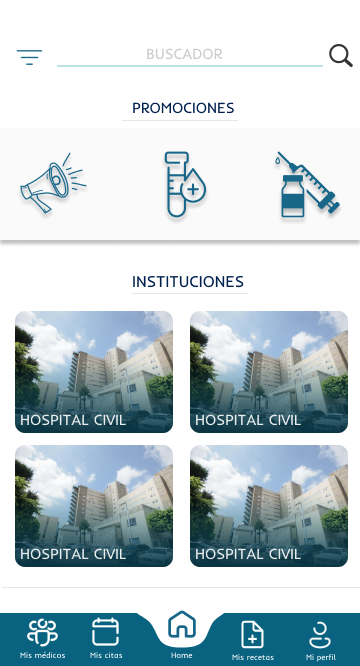 BUSCADOR
PROMOCIONES
INSTITUCIONES
HOSPITAL CIVIL
HOSPITAL CIVIL
HOSPITAL CIVIL
HOSPITAL CIVIL
Mis médicos
Mis citas
Home
Mis recetas
Mi perfil